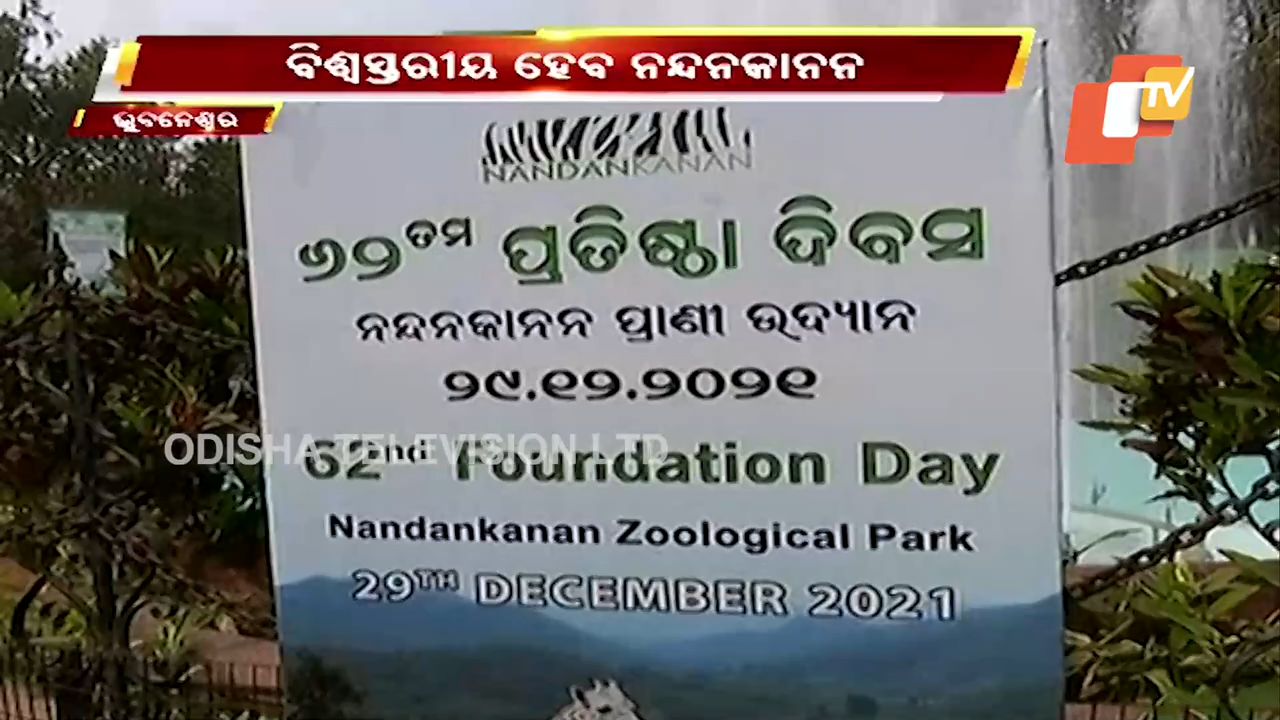 ବିଶ୍ୱସ୍ତରୀୟ ହେବ ନନ୍ଦନକାନନ
TV
ଭୁବନେଶ୍ୱର
NANDANKANAN
୬୨ତମ ପ୍ରତିଷ୍ଠା ଦିବସ
ନନ୍ଦନକାନନ ପ୍ରାଣୀ ଉଦ୍ୟାନ
୨୯.୧୨.୨୦୨୧
ODISHA TELEVISION LTD
62nd Foundation Day
Nandankanan Zoological Park
29TH DECEMBER 2021